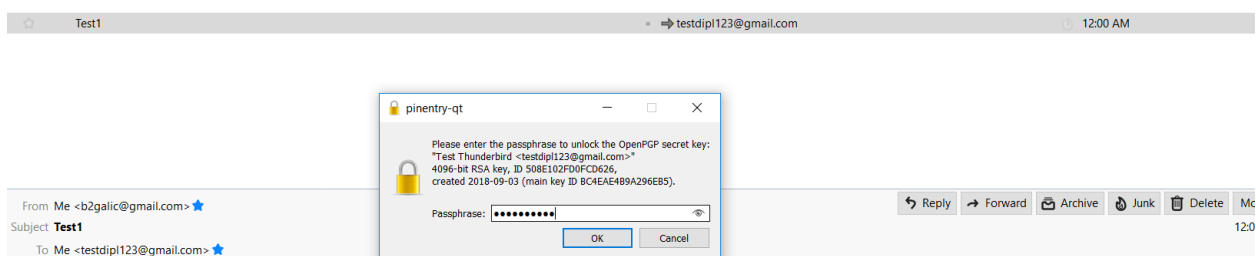 Test1 testdipl123@gmail.com 12:00 AM
pinentry-qt
Please enter the passphrase to unlock the OpenPGP secret key:
"Test Thunderbird <testdipl123@gmail.com>"
4096-bit RSA key, ID 508E102FD0FCD626,
created 2018-09-03 (main key ID BC4EAE4B9A296EB5).
Passphrase: ●●●●●●●●●●
OK Cancel
From Me <b2galic@gmail.com> Reply Forward Archive Junk Delete Mo
Subject Test1 12:0
To Me <testdipl123@gmail.com>